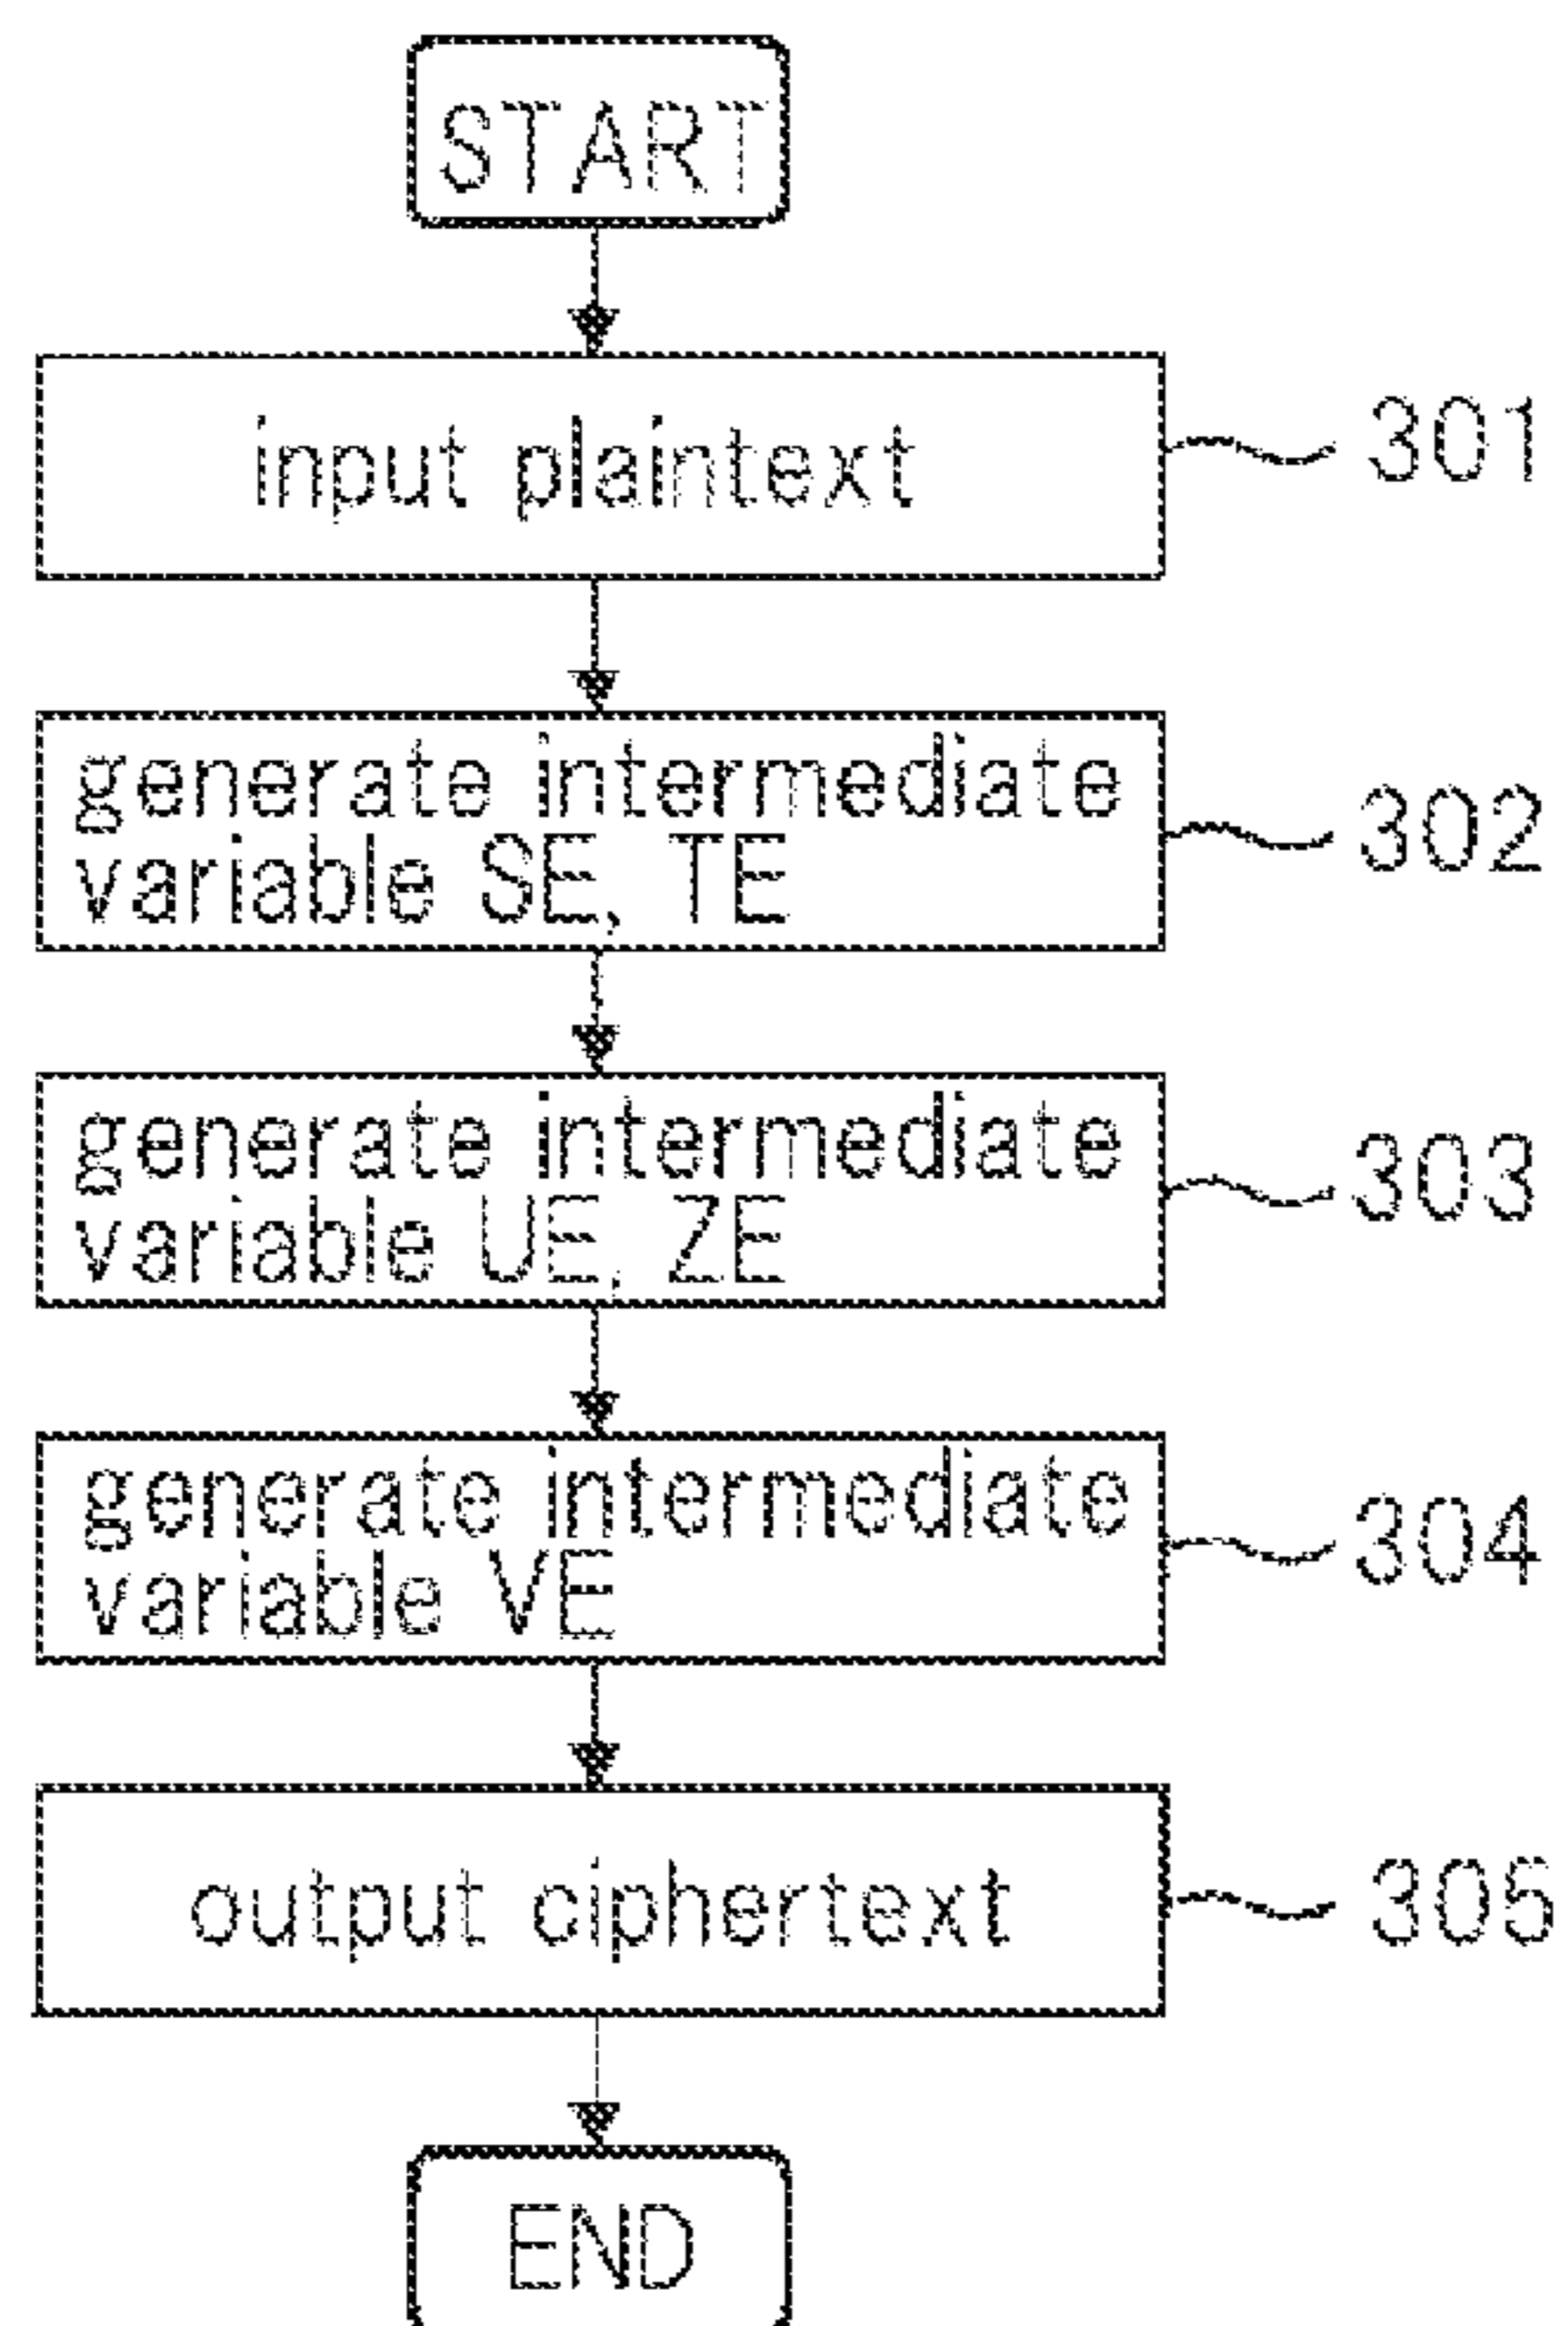 START
input plaintext
301
generate intermediate
variable SE, TE
302
generate intermediate
variable UE, ZE
303
generate intermediate
variable VE
304
output ciphertext
305
END